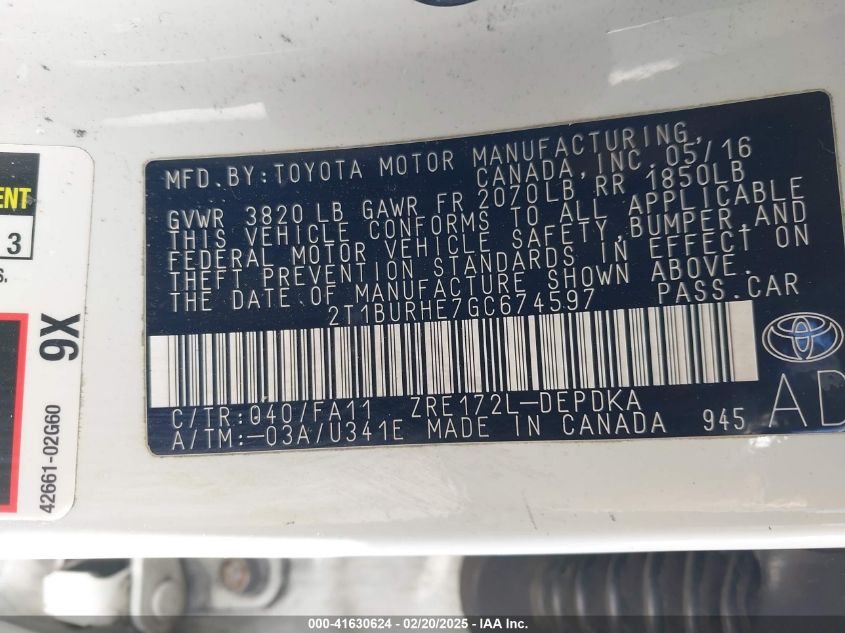 MFD.BY:TOYOTA MOTOR MANUFACTURING,
CANADA,INC.05/16
GVWR 3820 LB GAWR FR 2070LB RR 1850LB
THIS VEHICLE CONFORMS TO ALL APPLICABLE
FEDERAL MOTOR VEHICLE SAFETY,BUMPER AND
THEFT PREVENTION STANDARDS IN EFFECT ON
THE DATE OF MANUFACTURE SHOWN ABOVE.
2T1BURHE7GC674597 PASS.CAR
C/TR:040/FA11 ZRE172L-DEPDKA
A/TM:-03A/U341E MADE IN CANADA 945
AD
ENT
3
S.
9X
42661-02G60
000-41630624 / 02/20/2025 - IAAI / Copart, Inc.